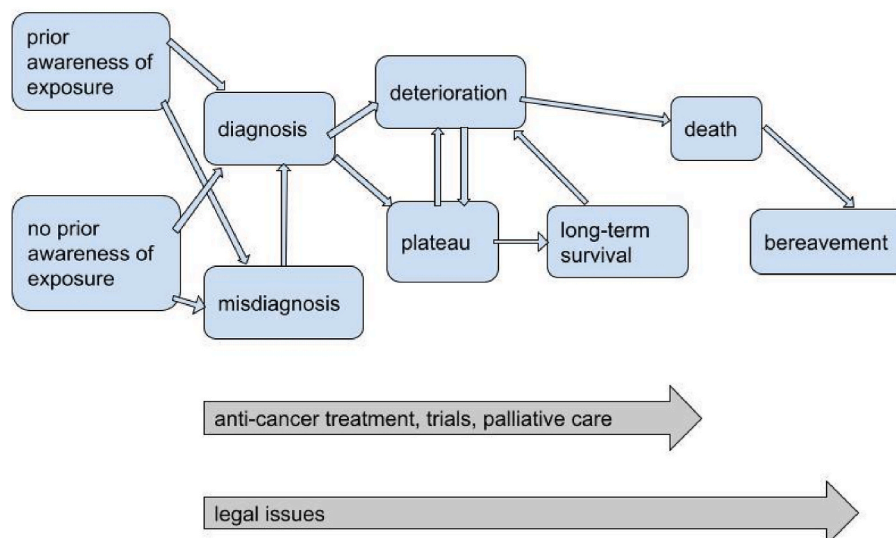 prior
awareness of
exposure
diagnosis
deterioration
death
no prior
awareness of
exposure
misdiagnosis
plateau
long-term
survival
bereavement
anti-cancer treatment, trials, palliative care
legal issues